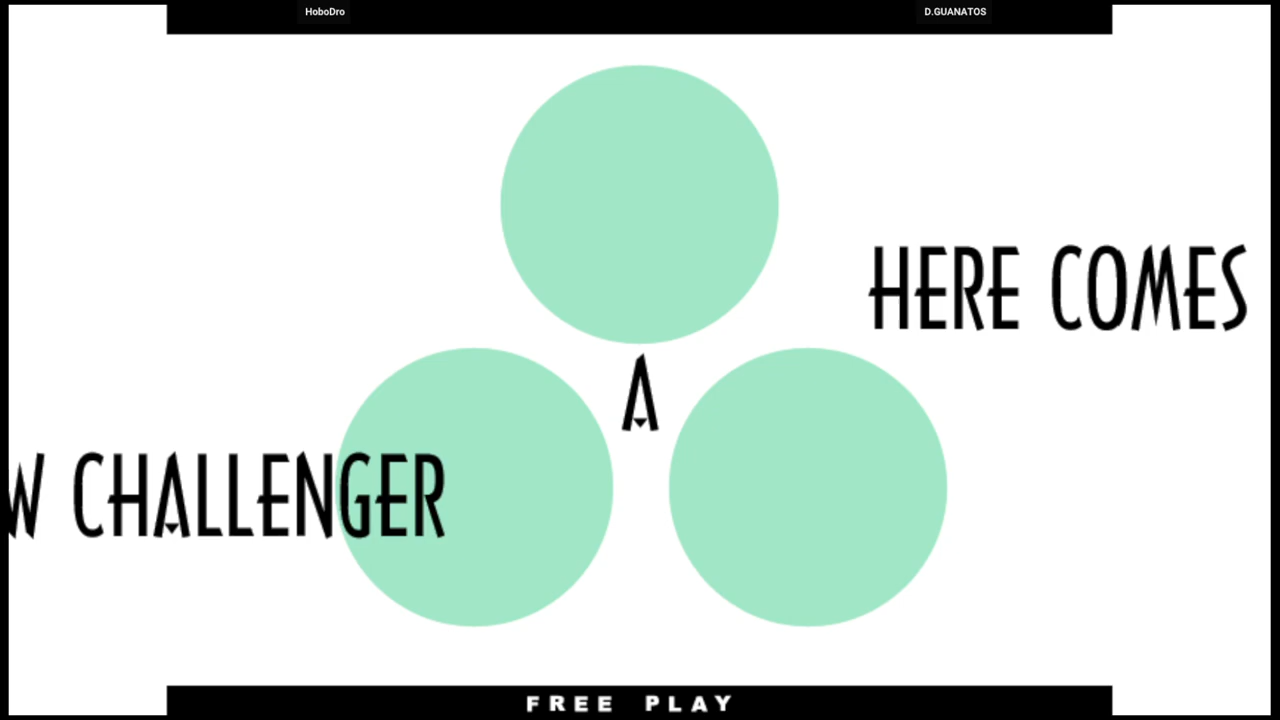 HoboDro
D.GUANATOS
HERE COMES
A
W CHALLENGER
FREE PLAY